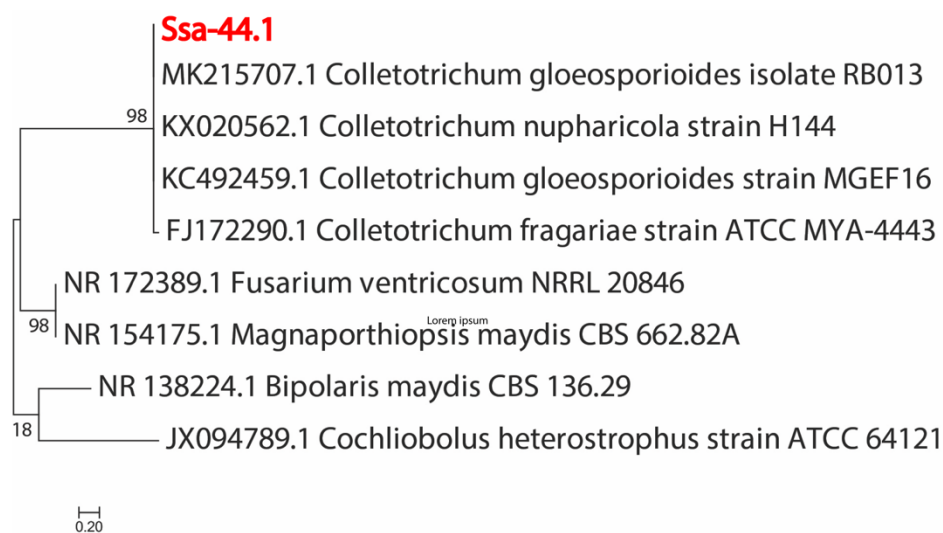 Ssa-44.1
MK215707.1 Colletotrichum gloeosporioides isolate RB013
98
KX020562.1 Colletotrichum nupharicola strain H144
KC492459.1 Colletotrichum gloeosporioides strain MGEF16
FJ172290.1 Colletotrichum fragariae strain ATCC MYA-4443
NR 172389.1 Fusarium ventricosum NRRL 20846
98
Lorem ipsum
NR 154175.1 Magnaporthiopsis maydis CBS 662.82A
NR 138224.1 Bipolaris maydis CBS 136.29
18
JX094789.1 Cochliobolus heterostrophus strain ATCC 64121
0.20